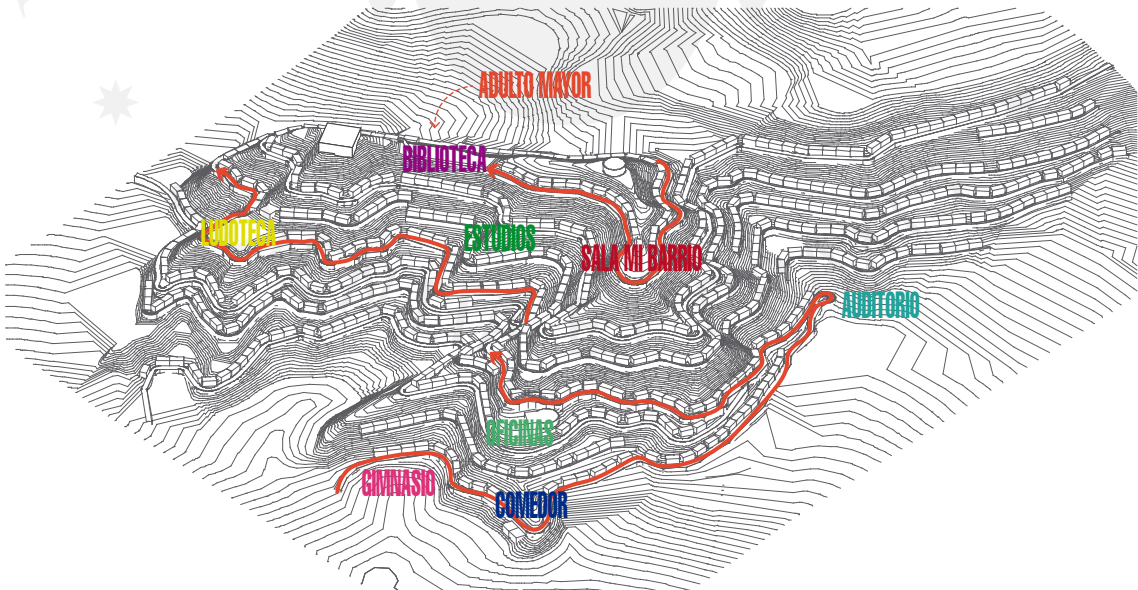 ADULTO MAYOR
BIBLIOTECA
LUDOTECA
ESTUDIOS
SALA MI BARRIO
AUDITORIO
OFICINAS
GIMNASIO
COMEDOR